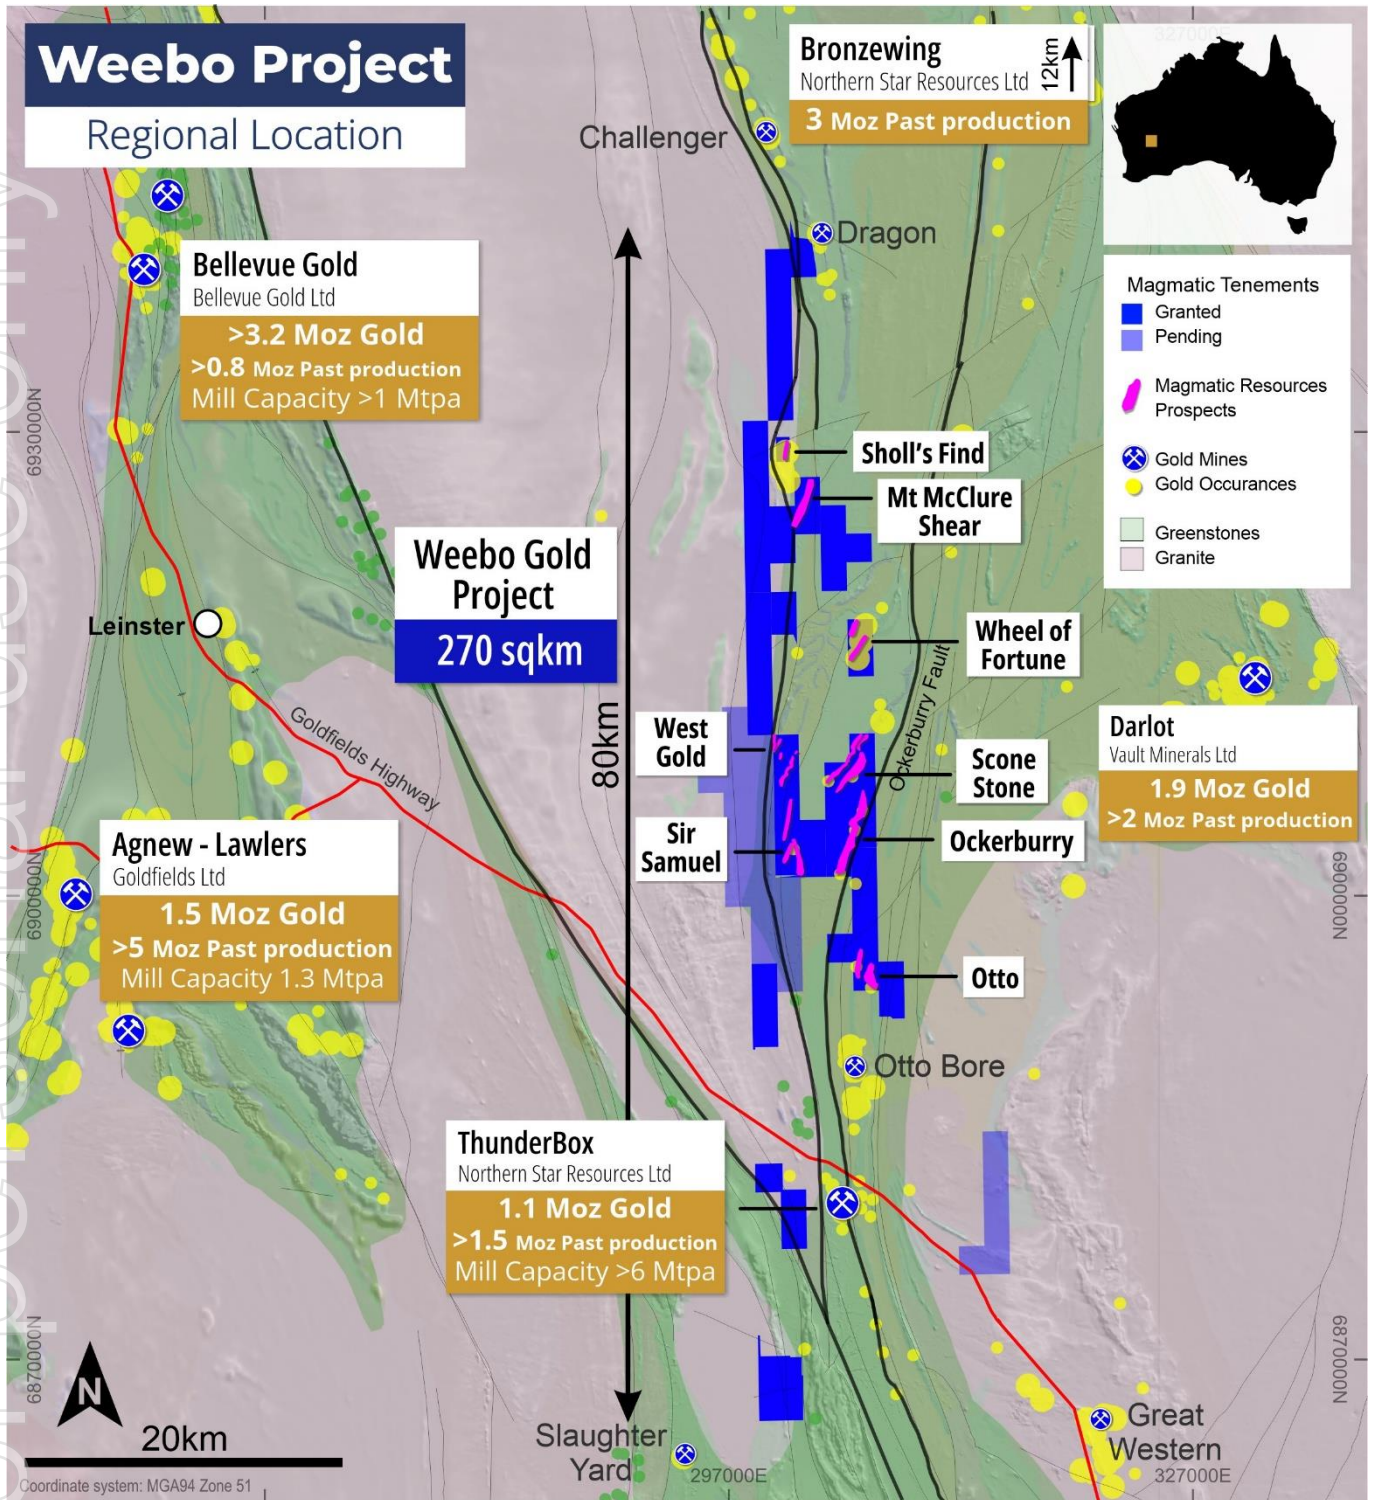 Weebo Project
Regional Location
Bronzewing
Northern Star Resources Ltd
12km
3 Moz Past production
327000E
Challenger
Dragon
Bellevue Gold
Bellevue Gold Ltd
>3.2 Moz Gold
>0.8 Moz Past production
Mill Capacity >1 Mtpa
Magmatic Tenements
Granted
Pending
Magmatic Resources
Prospects
Gold Mines
Gold Occurances
Greenstones
Granite
6930000N
Sholl's Find
Mt McClure
Shear
Weebo Gold
Project
270 sqkm
Leinster
Wheel of
Fortune
Ockerburry Fault
Goldfields Highway
80km
West
Gold
Scone
Stone
Darlot
Vault Minerals Ltd
1.9 Moz Gold
>2 Moz Past production
Sir
Samuel
Ockerburry
Agnew - Lawlers
Goldfields Ltd
1.5 Moz Gold
>5 Moz Past production
Mill Capacity 1.3 Mtpa
6900000N
6900000N
Otto
Otto Bore
ThunderBox
Northern Star Resources Ltd
1.1 Moz Gold
>1.5 Moz Past production
Mill Capacity >6 Mtpa
6870000N
6870000N
N
20km
Coordinate system: MGA94 Zone 51
Slaughter
Yard
297000E
Great
Western
327000E